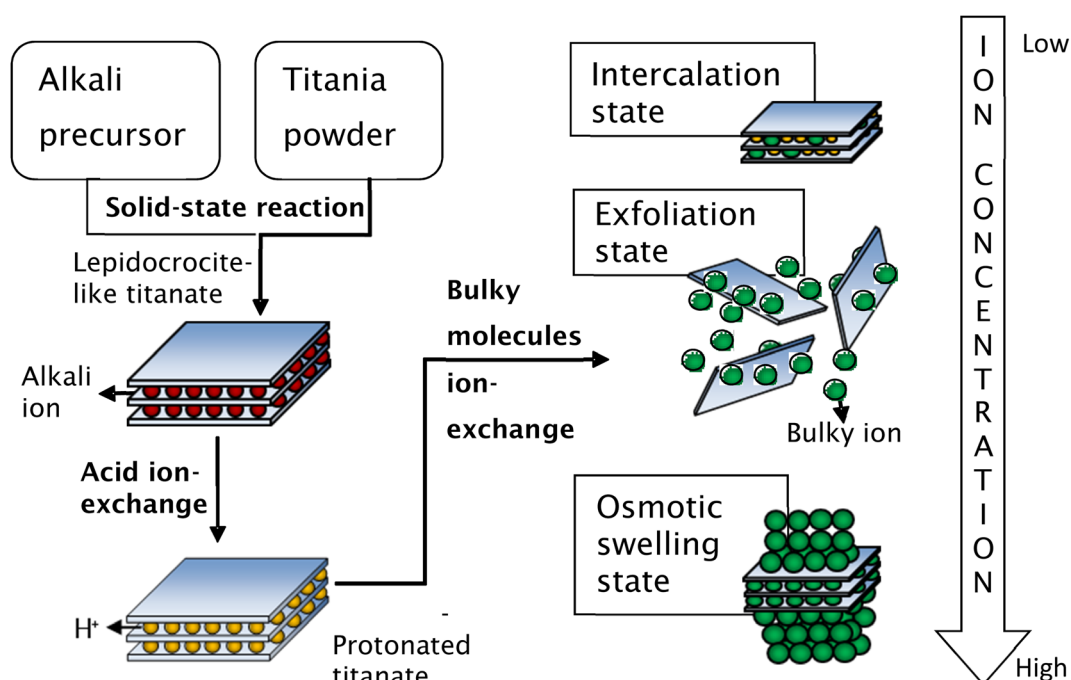 Alkali
precursor
Titania
powder
Solid-state reaction
Lepidocrocite-
like titanate
Alkali
ion
Acid ion-
exchange
H+
-
Protonated
titanate
Bulky
molecules
ion-
exchange
Intercalation
state
Exfoliation
state
Bulky ion
Osmotic
swelling
state
Low
ION CONCENTRATION
High